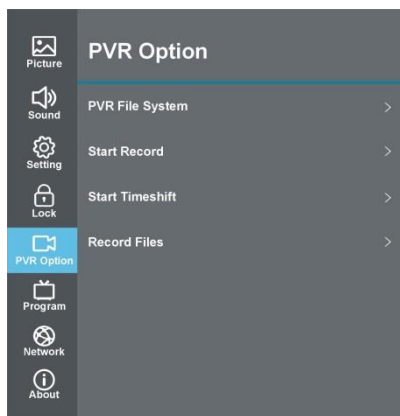 Picture
Sound
Setting
Lock
PVR Option
Program
Network
About
PVR Option
PVR File System
Start Record
Start Timeshift
Record Files